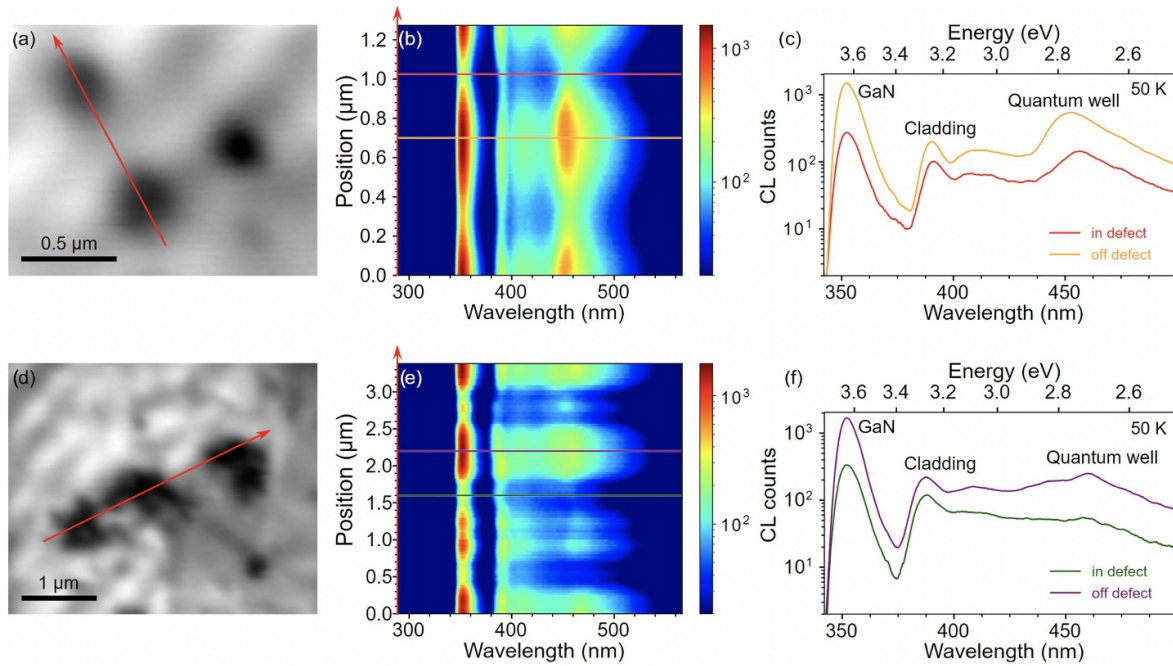 (a)
0.5 µm
(b)
Position (µm)
1.2
1.0
0.8
0.6
0.4
0.2
0.0
300 400 500
Wavelength (nm)
10³
10²
(c)
Energy (eV)
3.6 3.4 3.2 3.0 2.8 2.6
50 K
GaN
Cladding
Quantum well
CL counts
10³
10²
10¹
in defect
off defect
350 400 450
Wavelength (nm)
(d)
1 µm
(e)
Position (µm)
3.0
2.5
2.0
1.5
1.0
0.5
0.0
300 400 500
Wavelength (nm)
10³
10²
(f)
Energy (eV)
3.6 3.4 3.2 3.0 2.8 2.6
50 K
GaN
Cladding
Quantum well
CL counts
10³
10²
10¹
in defect
off defect
350 400 450
Wavelength (nm)